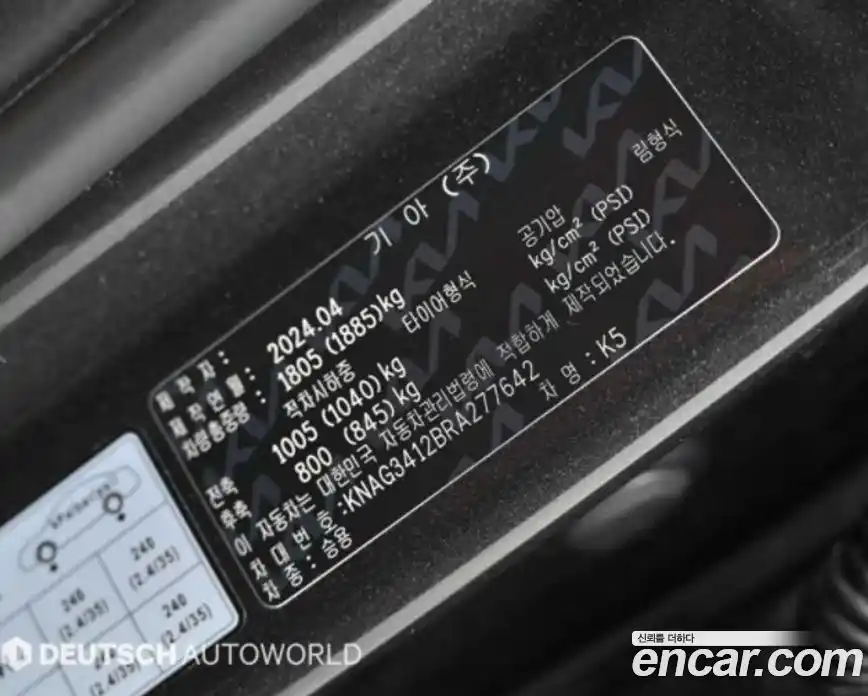 기 아 (주)
제 작 자 :
제 작 연 월 : 2024.04
차량총중량 : 1805 (1885)kg
적차시하중 타이어형식 공기압 림형식
전축 1005 (1040)kg kg/cm² (PSI)
후축 800 (845)kg kg/cm² (PSI)
이 자동차는 대한민국 자동차관리법령에 적합하게 제작되었습니다.
차 대 번 호 :KNAG3412BRA277642
차 종 : 승용 차 명 : K5
240
(2.4/35)
240
(2.4/35)
240
(2.4/35)
DEUTSCH AUTOWORLD
신뢰를 더하다
encar.com